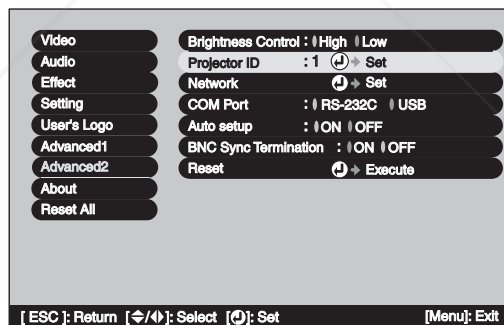 Video
Audio
Effect
Setting
User's Logo
Advanced1
Advanced2
About
Reset All
Brightness Control : High Low
Projector ID : 1 Set
Network Set
COM Port : RS-232C USB
Auto setup : ON OFF
BNC Sync Termination : ON OFF
Reset Execute
[ ESC ]: Return [ / ]: Select [ ]: Set [Menu]: Exit